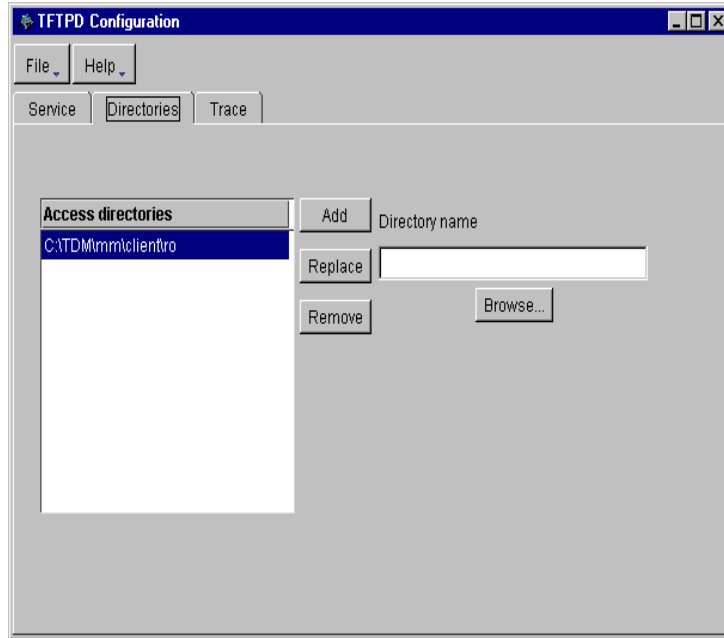 TFTPD Configuration
File Help
Service Directories Trace
Access directories
C:\TDM\mm\client\ro
Add
Directory name
Replace
Browse...
Remove